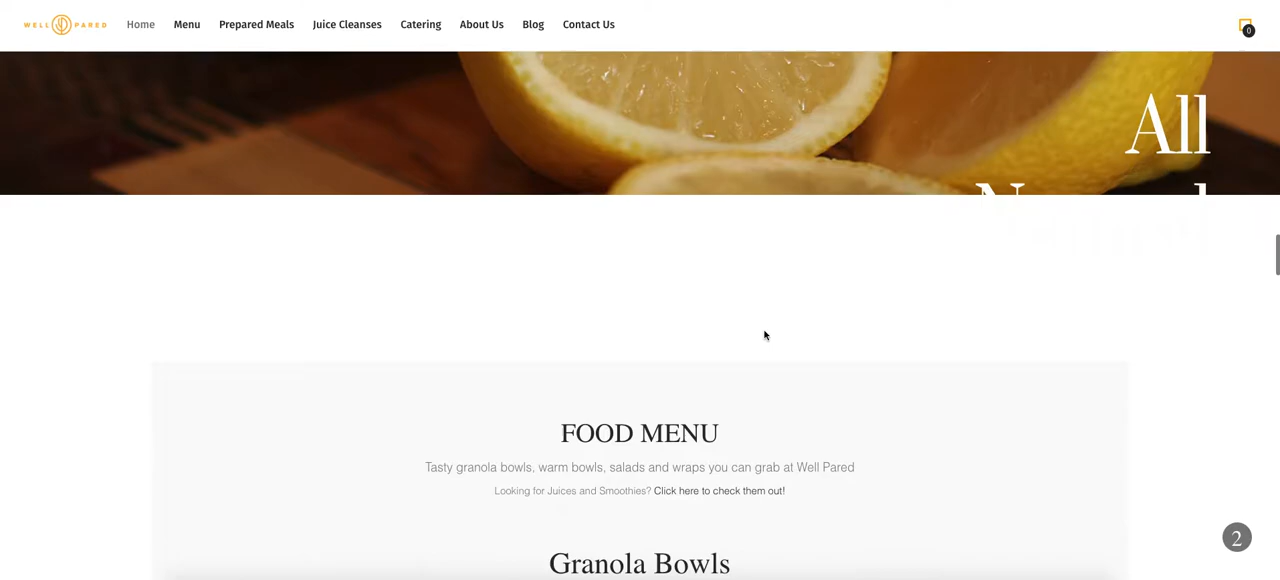 WELL PARED
Home Menu Prepared Meals Juice Cleanses Catering About Us Blog Contact Us
0
All
FOOD MENU
Tasty granola bowls, warm bowls, salads and wraps you can grab at Well Pared
Looking for Juices and Smoothies? Click here to check them out!
2
Granola Bowls